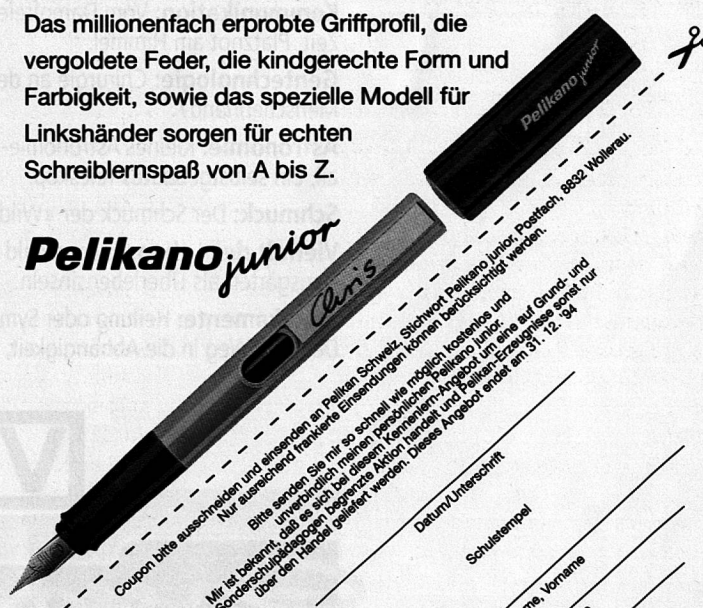 Das millionenfach erprobte Griffprofil, die
vergoldete Feder, die kindgerechte Form und
Farbigkeit, sowie das spezielle Modell für
Linkshänder sorgen für echten
Schreiblernspaß von A bis Z.
Pelikano junior
Pelikano junior
Chris
Coupon bitte ausschneiden und einsenden an Pelikan Schweiz, Stichwort Pelikano junior, Postfach, 8832 Wollerau.
Nur ausreichend frankierte Einsendungen können berücksichtigt werden.
Bitte senden Sie mir so schnell wie möglich kostenlos und
unverbindlich meinen persönlichen Pelikano junior.
Mir ist bekannt, daß es sich bei diesem Kennenlern-Angebot um eine auf Grund- und
Sonderschulpädagogen begrenzte Aktion handelt und Pelikan-Erzeugnisse sonst nur
über den Handel geliefert werden. Dieses Angebot endet am 31. 12. '94
Datum/Unterschrift
Schulstempel
Vorname